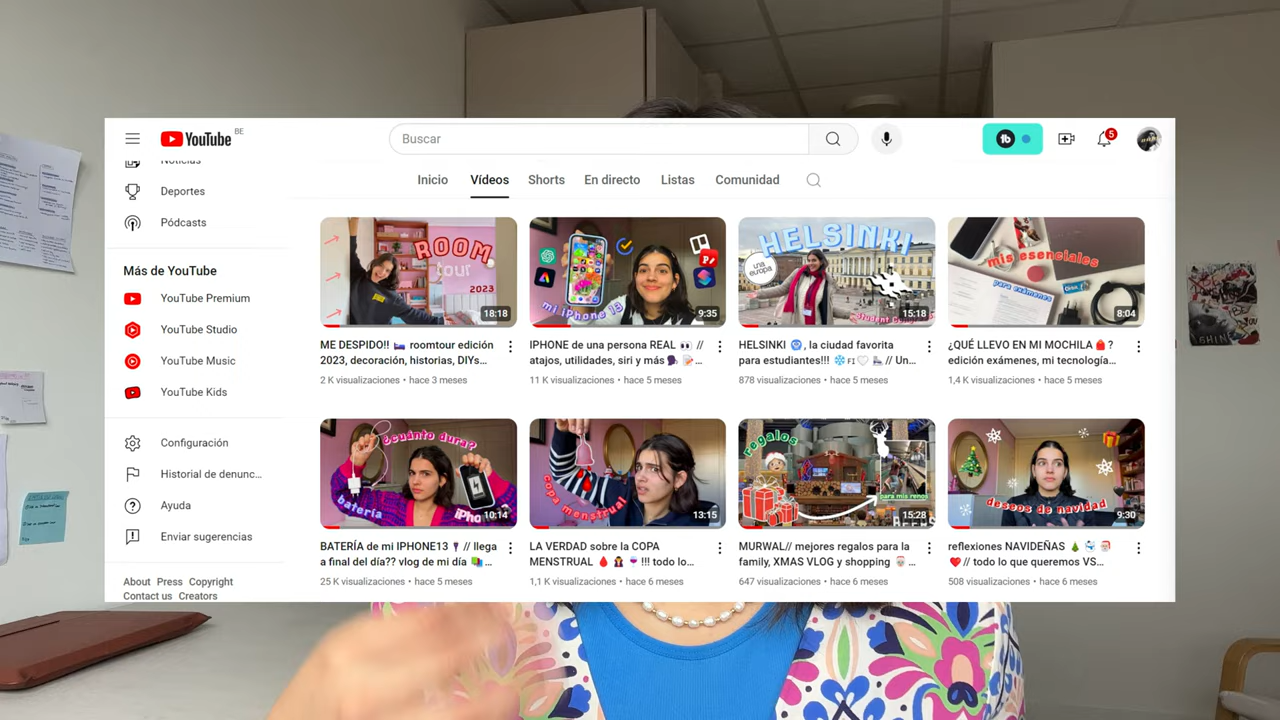 YouTube BE
Buscar
5
Noticias
Deportes
Pódcasts
Más de YouTube
YouTube Premium
YouTube Studio
YouTube Music
YouTube Kids
Configuración
Historial de denunc...
Ayuda
Enviar sugerencias
About Press Copyright
Contact us Creators
Inicio Vídeos Shorts En directo Listas Comunidad
ROOM
tour
2023
18:18
ME DESPIDO!! 🛏️ roomtour edición
2023, decoración, historias, DIYs...
2 K visualizaciones • hace 3 meses
mi iPhone 13
9:35
IPHONE de una persona REAL 👀 //
atajos, utilidades, siri y más 🗣️ 📝 ...
11 K visualizaciones • hace 5 meses
HELSINKI
una
europa
15:18
HELSINKI 🥶, la ciudad favorita
para estudiantes!!! ❄️🇫🇮🤍 ⛸️ // Un...
878 visualizaciones • hace 5 meses
mis esenciales
para exámenes
8:04
¿QUÉ LLEVO EN MI MOCHILA 🎒 ?
edición exámenes, mi tecnología...
1,4 K visualizaciones • hace 5 meses
¿cuánto dura?
batería
iPho
10:14
BATERÍA de mi IPHONE13 🎙️ // llega
a final del día?? vlog de mi día ...
25 K visualizaciones • hace 5 meses
copa menstrual
13:15
LA VERDAD sobre la COPA
MENSTRUAL 🩸 🤦‍♀️ 🍷 !!! todo lo...
1,1 K visualizaciones • hace 6 meses
regalos
para mis renos
15:28
MURWAL// mejores regalos para la
family, XMAS VLOG y shopping 🎅 ...
647 visualizaciones • hace 6 meses
deseos de navidad
9:30
reflexiones NAVIDEÑAS 🎄 ☃️ 🎅
❤️ // todo lo que queremos VS...
508 visualizaciones • hace 6 meses